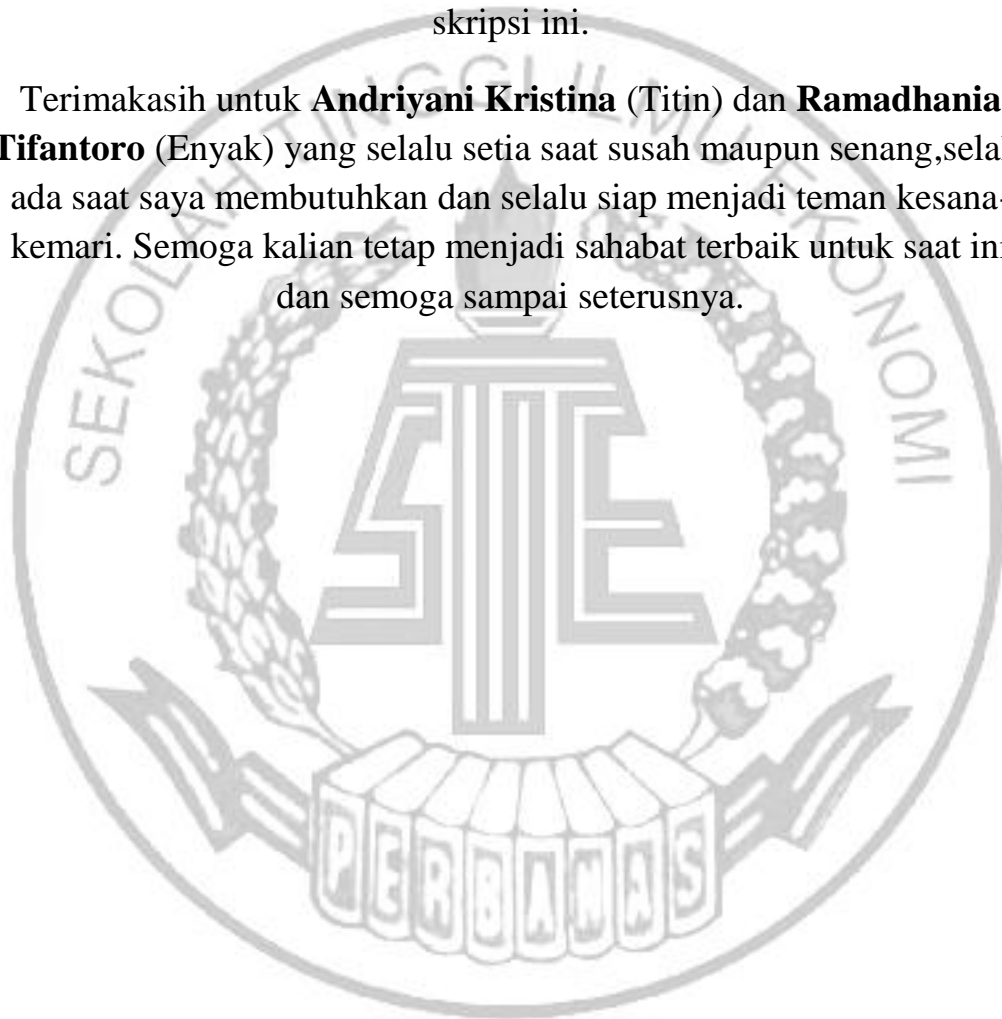 skripsi ini.
Terimakasih untuk Andriyani Kristina (Titin) dan Ramadhania
Tifantoro (Enyak) yang selalu setia saat susah maupun senang,selal
ada saat saya membutuhkan dan selalu siap menjadi teman kesana-
kemari. Semoga kalian tetap menjadi sahabat terbaik untuk saat ini
dan semoga sampai seterusnya.
SEKOLAH TINGGI ILMU EKONOMI
STIE
PERBANAS